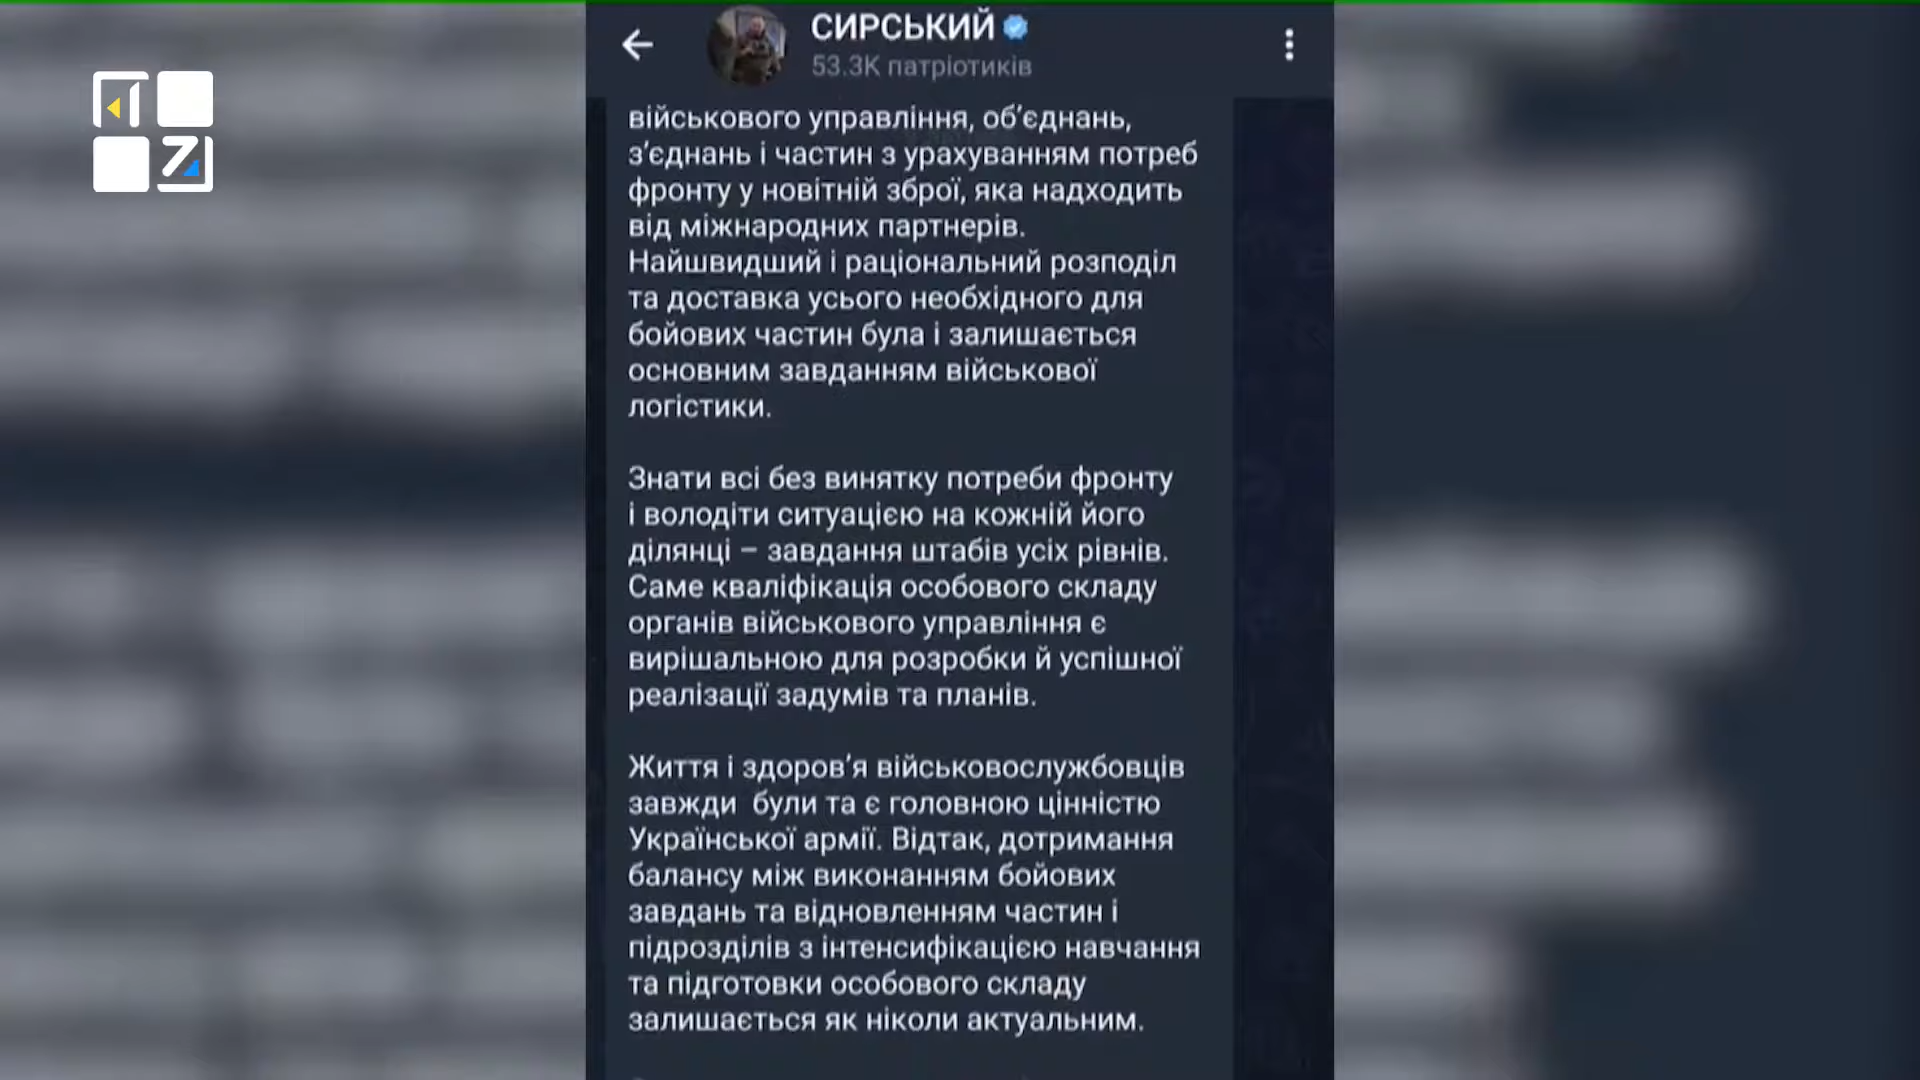 СИРСЬКИЙ
53.3K патріотиків
військового управління, об’єднань,
з’єднань і частин з урахуванням потреб
фронту у новітній зброї, яка надходить
від міжнародних партнерів.
Найшвидший і раціональний розподіл
та доставка усього необхідного для
бойових частин була і залишається
основним завданням військової
логістики.
Знати всі без винятку потреби фронту
і володіти ситуацією на кожній його
ділянці – завдання штабів усіх рівнів.
Саме кваліфікація особового складу
органів військового управління є
вирішальною для розробки й успішної
реалізації задумів та планів.
Життя і здоров’я військовослужбовців
завжди  були та є головною цінністю
Української армії. Відтак, дотримання
балансу між виконанням бойових
завдань та відновленням частин і
підрозділів з інтенсифікацією навчання
та підготовки особового складу
залишається як ніколи актуальним.